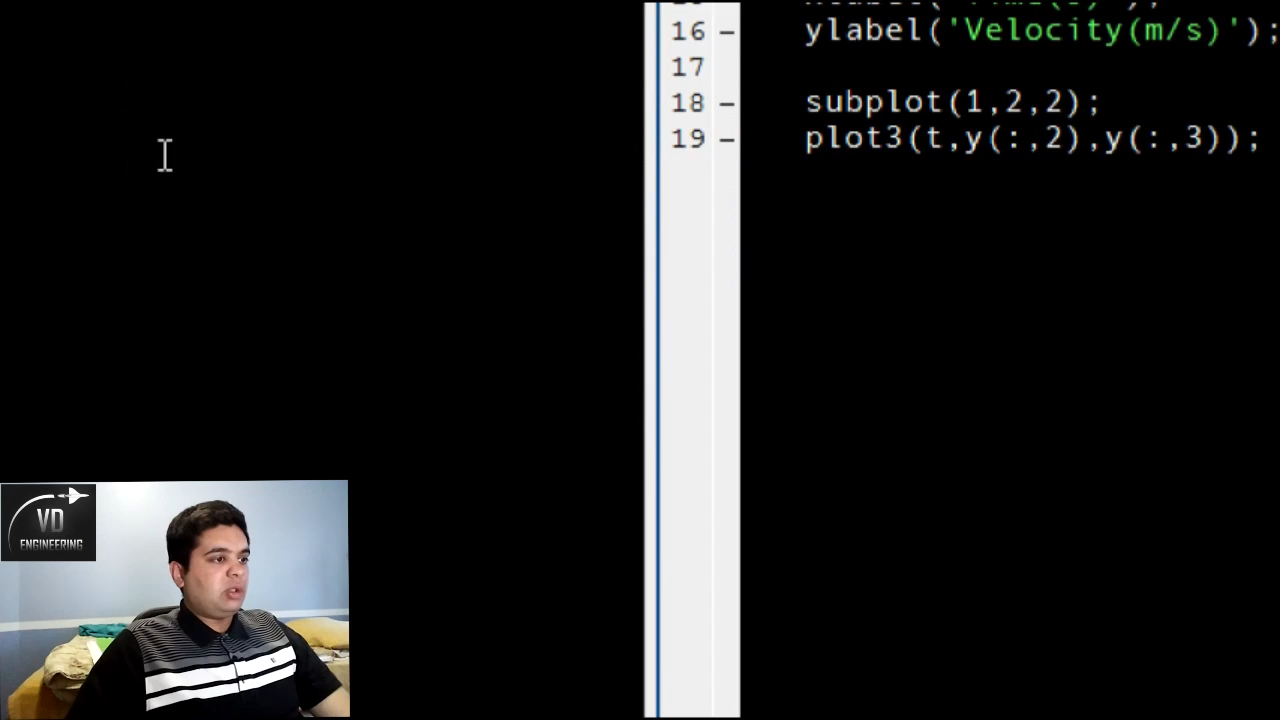 16 –
ylabel('Velocity(m/s)');
17
18 –
subplot(1,2,2);
19 –
plot3(t,y(:,2),y(:,3));
VD
ENGINEERING